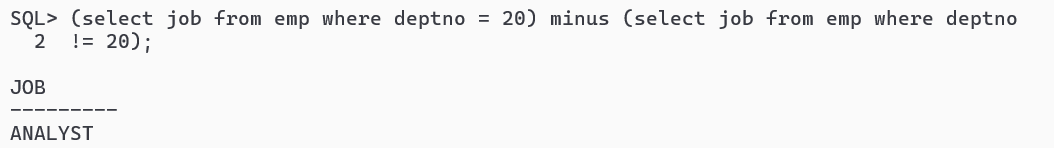 SQL> (select job from emp where deptno = 20) minus (select job from emp where deptno
  2  != 20);

JOB
---------
ANALYST